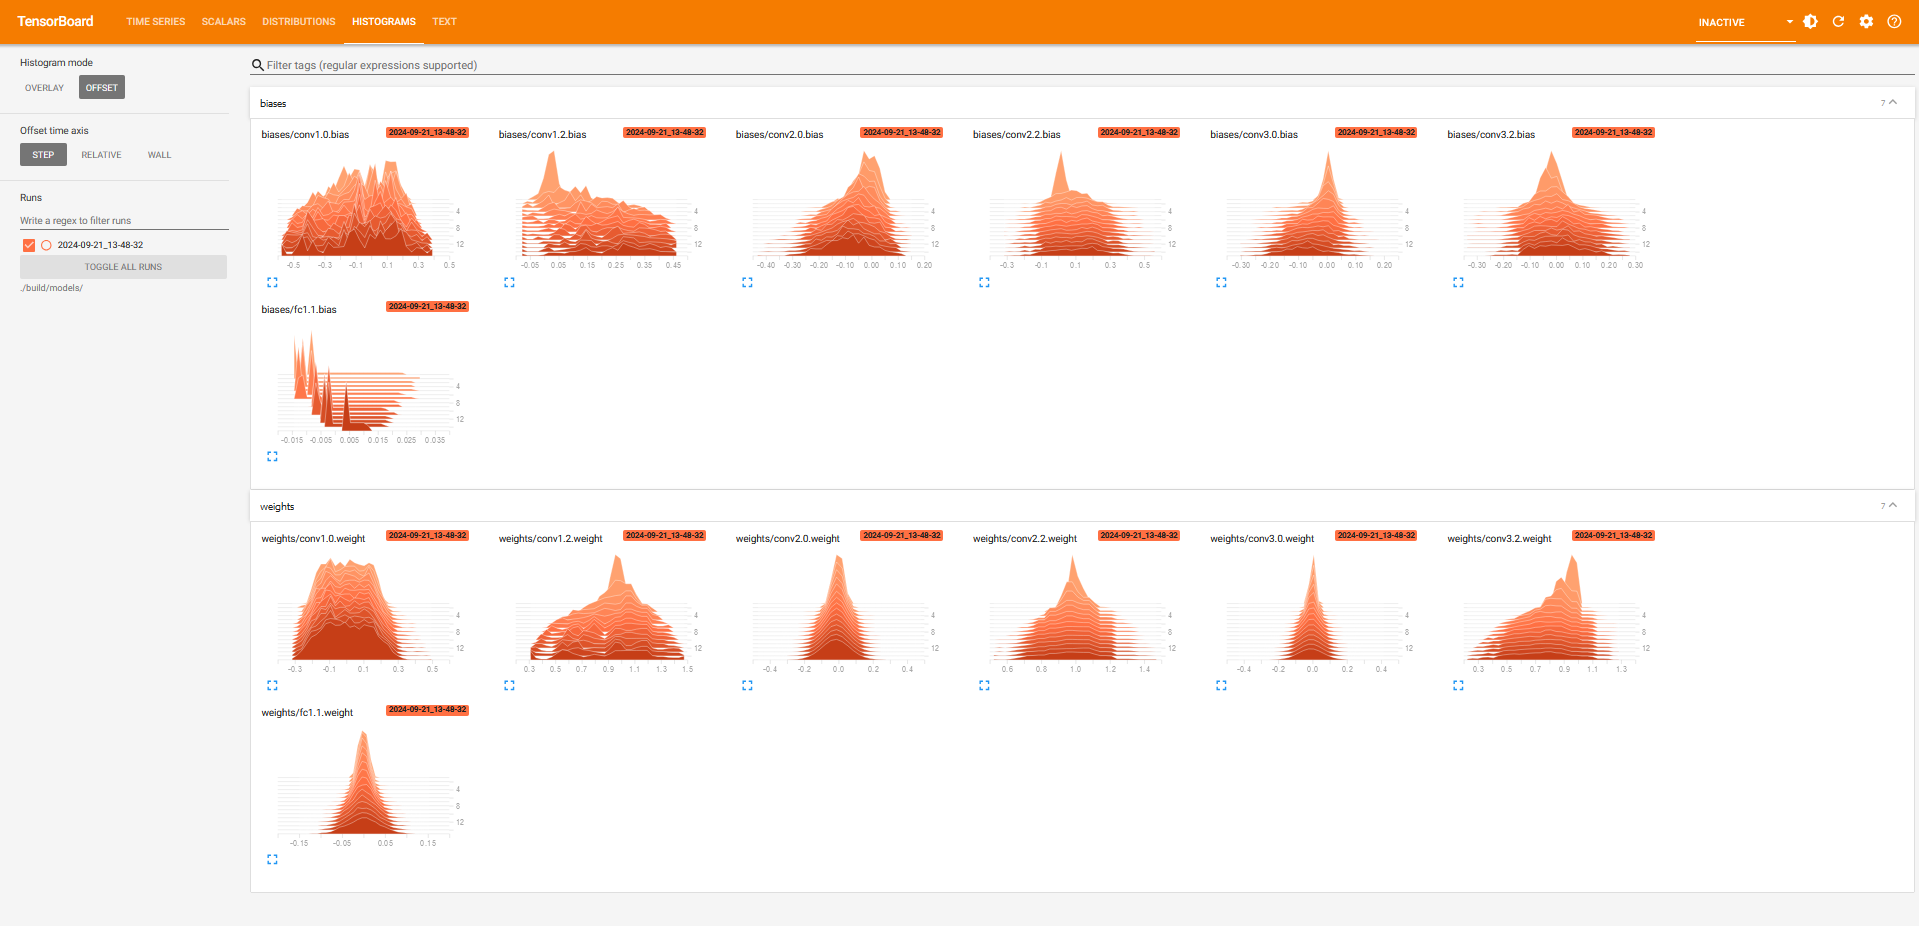 TensorBoard TIME SERIES SCALARS DISTRIBUTIONS HISTOGRAMS TEXT INACTIVE
Histogram mode
OVERLAY OFFSET
Offset time axis
STEP RELATIVE WALL
Runs
Write a regex to filter runs
2024-09-21_13-48-32
TOGGLE ALL RUNS
./build/models/
Filter tags (regular expressions supported)
biases 7
biases/conv1.0.bias 2024-09-21_13-48-32
4
8
12
-0.5 -0.3 -0.1 0.1 0.3 0.5
biases/conv1.2.bias 2024-09-21_13-48-32
4
8
12
-0.05 0.05 0.15 0.25 0.35 0.45
biases/conv2.0.bias 2024-09-21_13-48-32
4
8
12
-0.40 -0.30 -0.20 -0.10 0.00 0.10 0.20
biases/conv2.2.bias 2024-09-21_13-48-32
4
8
12
-0.3 -0.1 0.1 0.3 0.5
biases/conv3.0.bias 2024-09-21_13-48-32
4
8
12
-0.30 -0.20 -0.10 0.00 0.10 0.20
biases/conv3.2.bias 2024-09-21_13-48-32
4
8
12
-0.30 -0.20 -0.10 0.00 0.10 0.20 0.30
biases/fc1.1.bias 2024-09-21_13-48-32
4
8
12
-0.015 -0.005 0.005 0.015 0.025 0.035
weights 7
weights/conv1.0.weight 2024-09-21_13-48-32
4
8
12
-0.3 -0.1 0.1 0.3 0.5
weights/conv1.2.weight 2024-09-21_13-48-32
4
8
12
0.3 0.5 0.7 0.9 1.1 1.3 1.5
weights/conv2.0.weight 2024-09-21_13-48-32
4
8
12
-0.4 -0.2 0.0 0.2 0.4
weights/conv2.2.weight 2024-09-21_13-48-32
4
8
12
0.6 0.8 1.0 1.2 1.4
weights/conv3.0.weight 2024-09-21_13-48-32
4
8
12
-0.4 -0.2 0.0 0.2 0.4
weights/conv3.2.weight 2024-09-21_13-48-32
4
8
12
0.3 0.5 0.7 0.9 1.1 1.3
weights/fc1.1.weight 2024-09-21_13-48-32
4
8
12
-0.15 -0.05 0.05 0.15